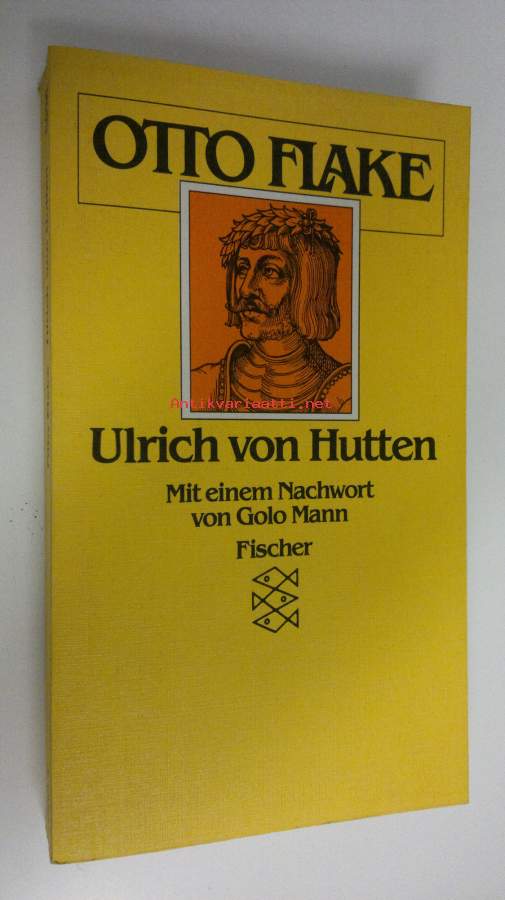 OTTO FLAKE
Antikvariaatti.net
Ulrich von Hutten
Mit einem Nachwort
von Golo Mann
Fischer